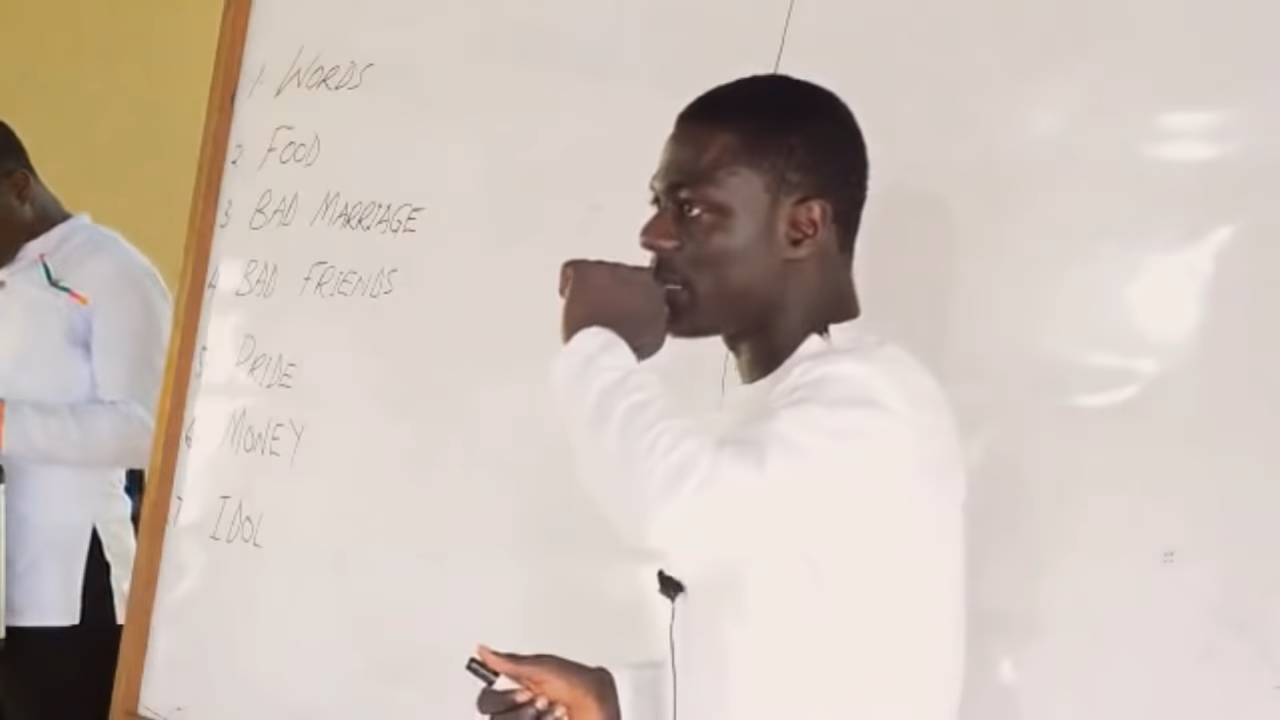 1. WORDS
2 FOOD
3 BAD MARRIAGE
4 BAD FRIENDS
5 PRIDE
6 MONEY
7 IDOL